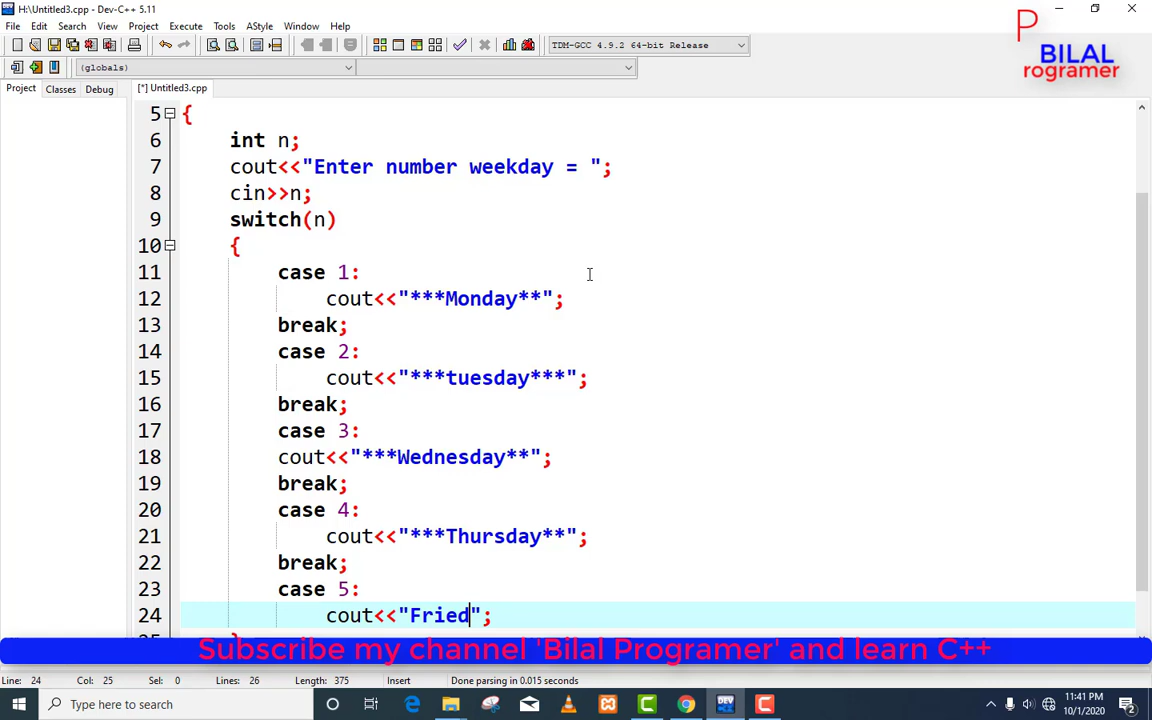 H:\Untitled3.cpp - Dev-C++ 5.11
File Edit Search View Project Execute Tools AStyle Window Help
TDM-GCC 4.9.2 64-bit Release
(globals)
P
BILAL
rogramer
Project Classes Debug
[*] Untitled3.cpp
5 {
6 int n;
7 cout<<"Enter number weekday = ";
8 cin>>n;
9 switch(n)
10 {
11 case 1:
12 cout<<"***Monday**";
13 break;
14 case 2:
15 cout<<"***tuesday***";
16 break;
17 case 3:
18 cout<<"***Wednesday**";
19 break;
20 case 4:
21 cout<<"***Thursday**";
22 break;
23 case 5:
24 cout<<"Fried";
Subscribe my channel 'Bilal Programer' and learn C++
Line: 24 Col: 25 Sel: 0 Lines: 26 Length: 375 Insert Done parsing in 0.015 seconds
Type here to search
11:41 PM
10/1/2020
2